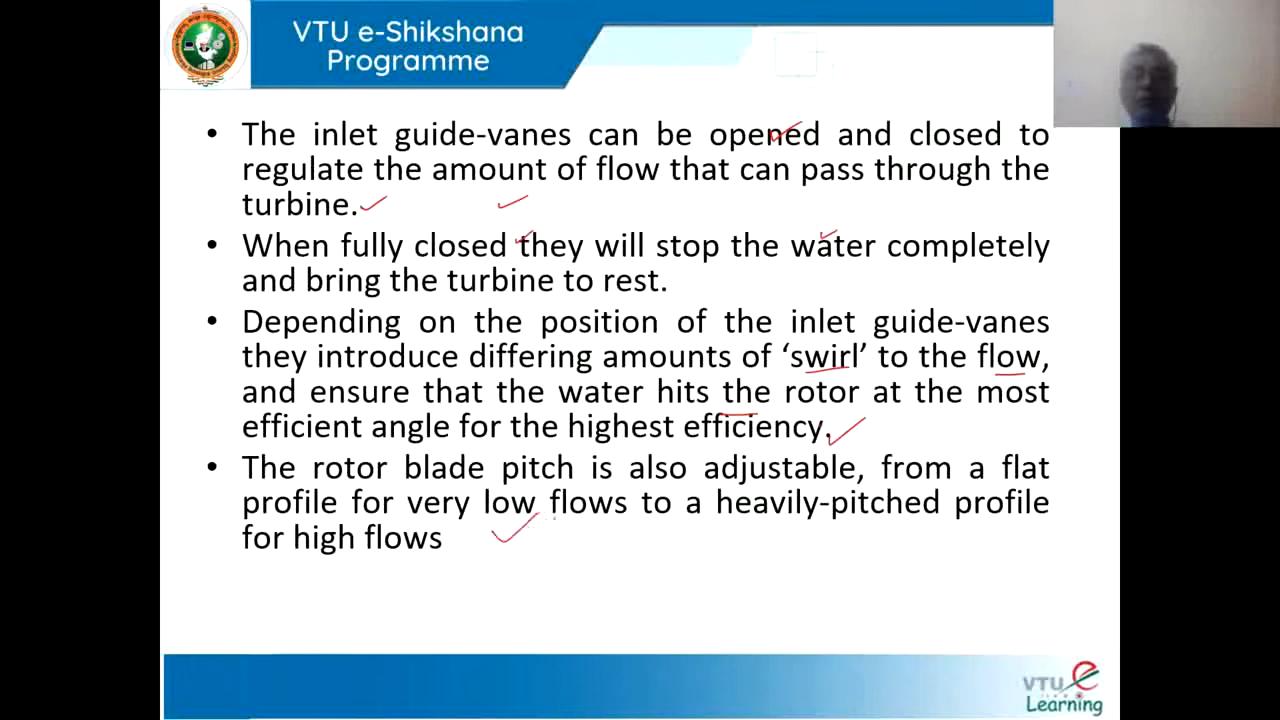 VTU e-Shikshana
Programme
• The inlet guide-vanes can be opened and closed to
regulate the amount of flow that can pass through the
turbine.
• When fully closed they will stop the water completely
and bring the turbine to rest.
• Depending on the position of the inlet guide-vanes
they introduce differing amounts of ‘swirl’ to the flow,
and ensure that the water hits the rotor at the most
efficient angle for the highest efficiency.
• The rotor blade pitch is also adjustable, from a flat
profile for very low flows to a heavily-pitched profile
for high flows
VTU e
Learning